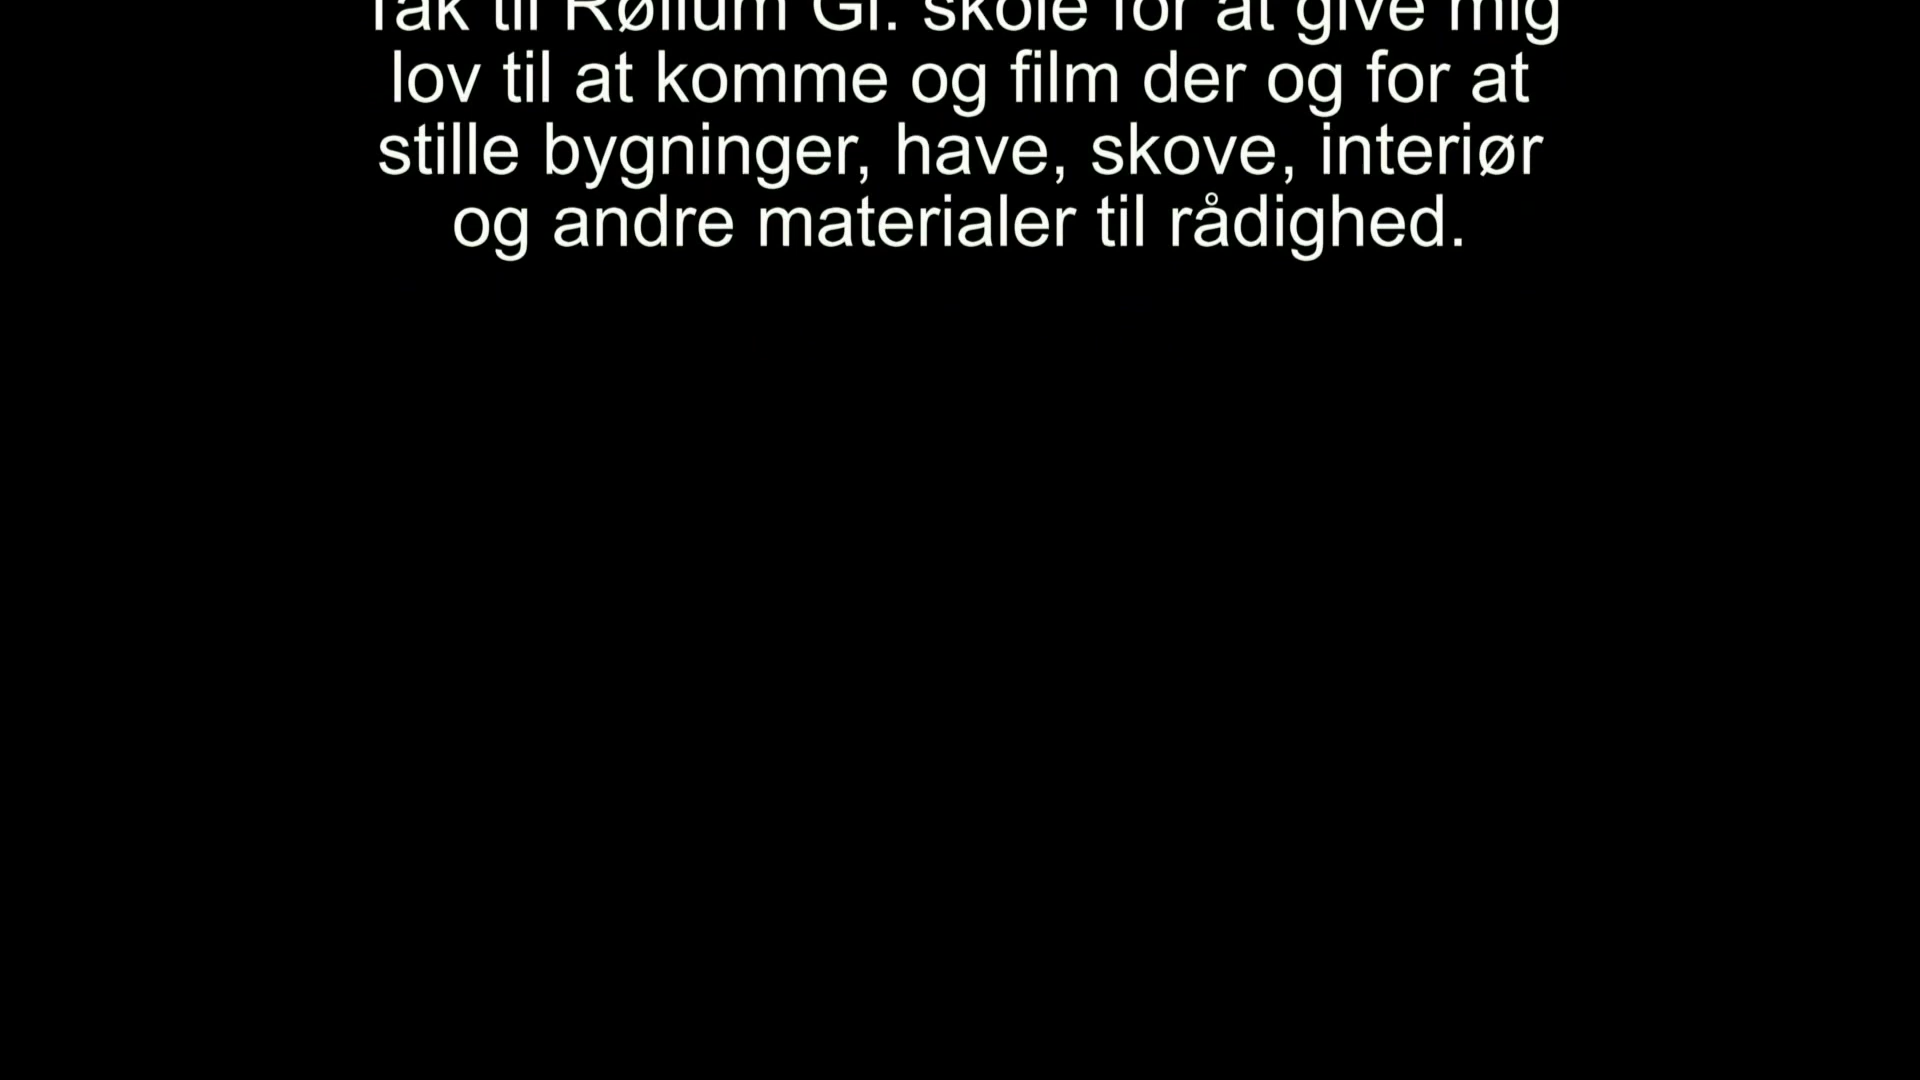 Tak til Røllum Gl. skole for at give mig
lov til at komme og film der og for at
stille bygninger, have, skove, interiør
og andre materialer til rådighed.